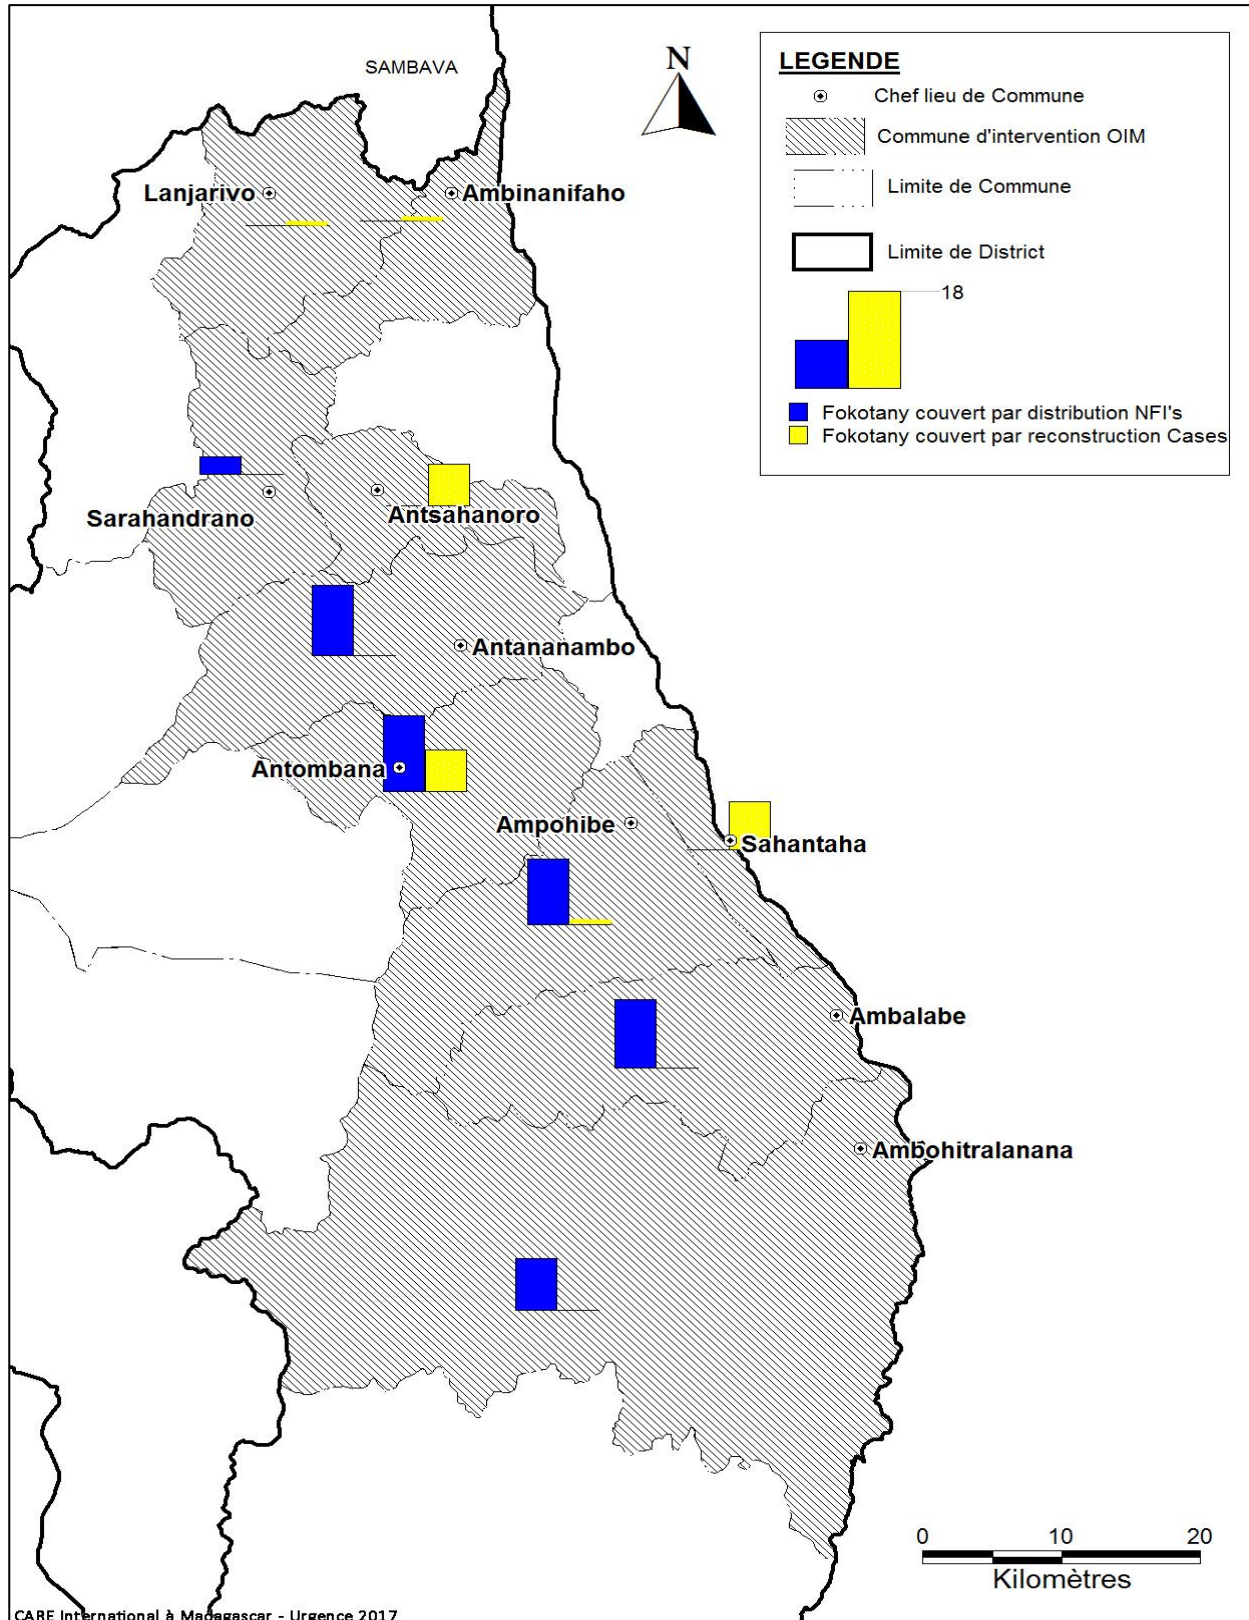 SAMBAVA
N
LEGENDE
Chef lieu de Commune
Commune d'intervention OIM
Limite de Commune
Limite de District
18
Fokotany couvert par distribution NFI's
Fokotany couvert par reconstruction Cases
Lanjarivo
Ambinanifaho
Sarahandrano
Antsahanoro
Antananambo
Antombana
Ampohibe
Sahantaha
Ambalabe
Ambohitralanana
0 10 20
Kilomètres
CARE International à Madagascar - Urgence 2017